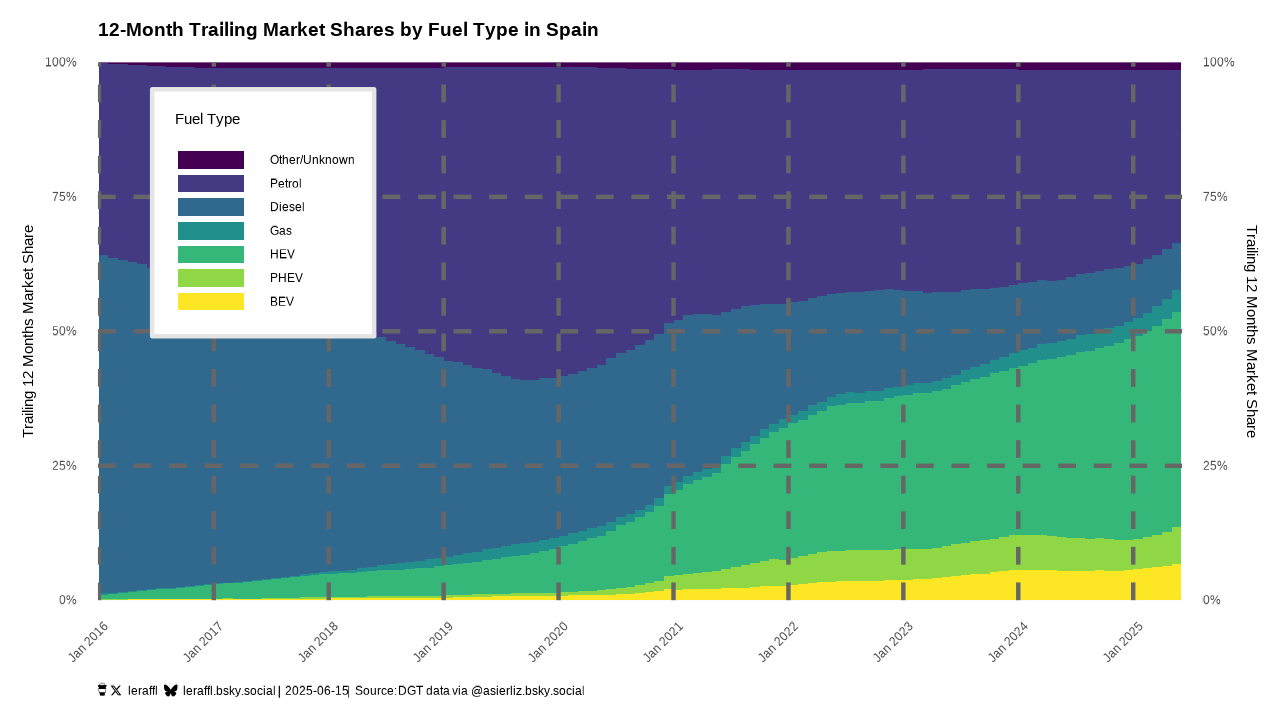 12-Month Trailing Market Shares by Fuel Type in Spain
100%
100%
75%
75%
50%
50%
25%
25%
0%
0%
Trailing 12 Months Market Share
Trailing 12 Months Market Share
Fuel Type
Other/Unknown
Petrol
Diesel
Gas
HEV
PHEV
BEV
Jan 2016
Jan 2017
Jan 2018
Jan 2019
Jan 2020
Jan 2021
Jan 2022
Jan 2023
Jan 2024
Jan 2025
leraffl leraffl.bsky.social | 2025-06-15| Source:DGT data via @asierliz.bsky.social